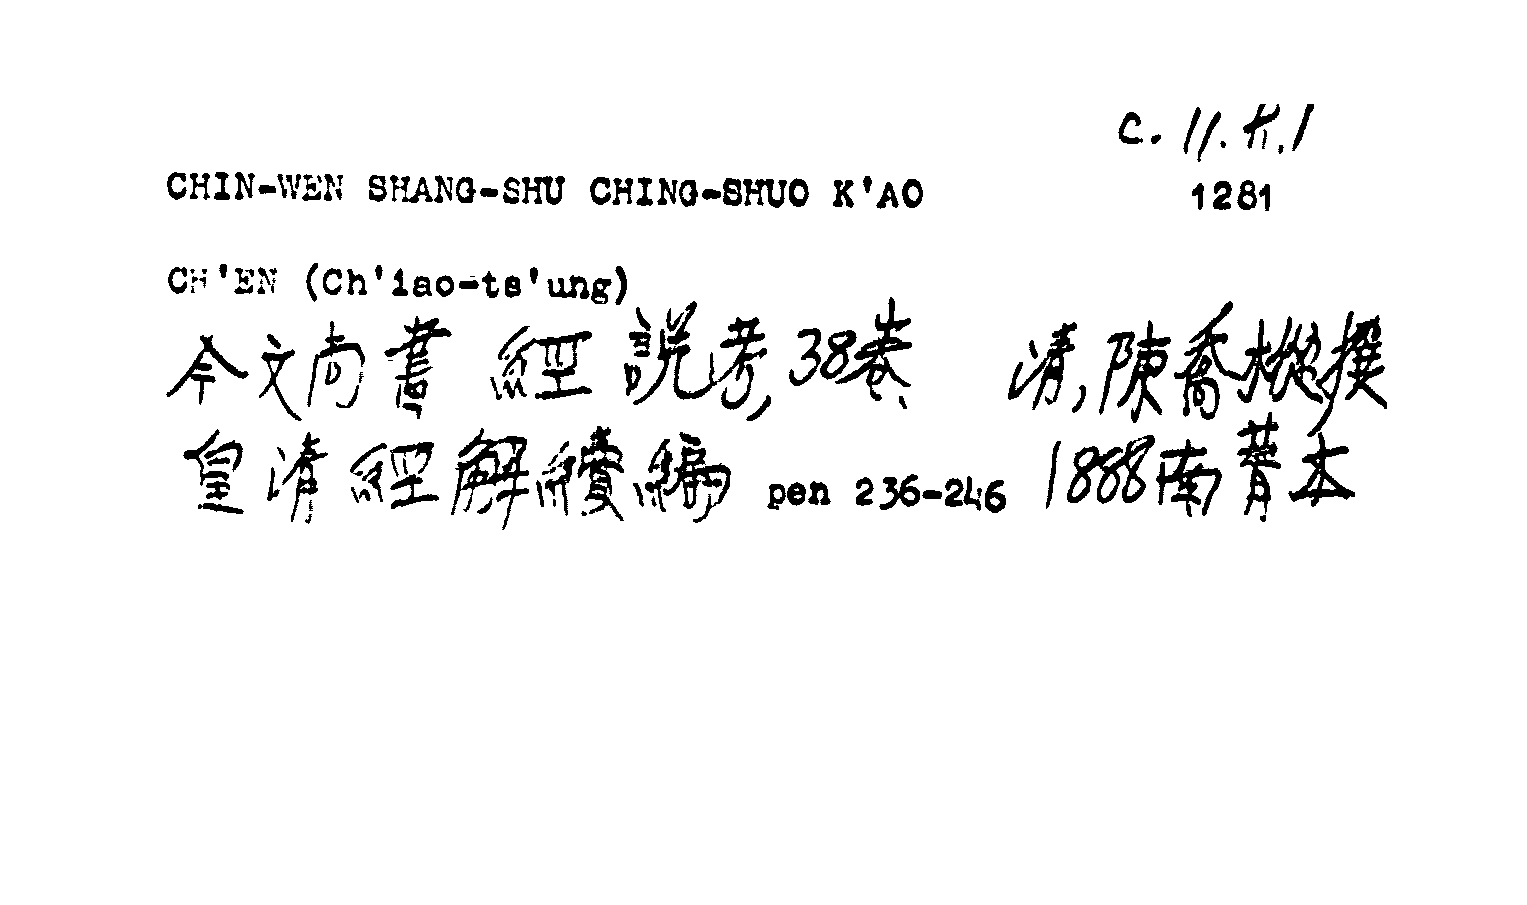 C. 11.
CHIN-WEN SHANG-SHU CHING-SHUO K'AO 1281
CH'EN (Ch'iao-ts'ung)
今文尚書 經 説考, 38卷、 清, 陳喬樅撰
皇清經解續編 pen 236-246 1888南菁本